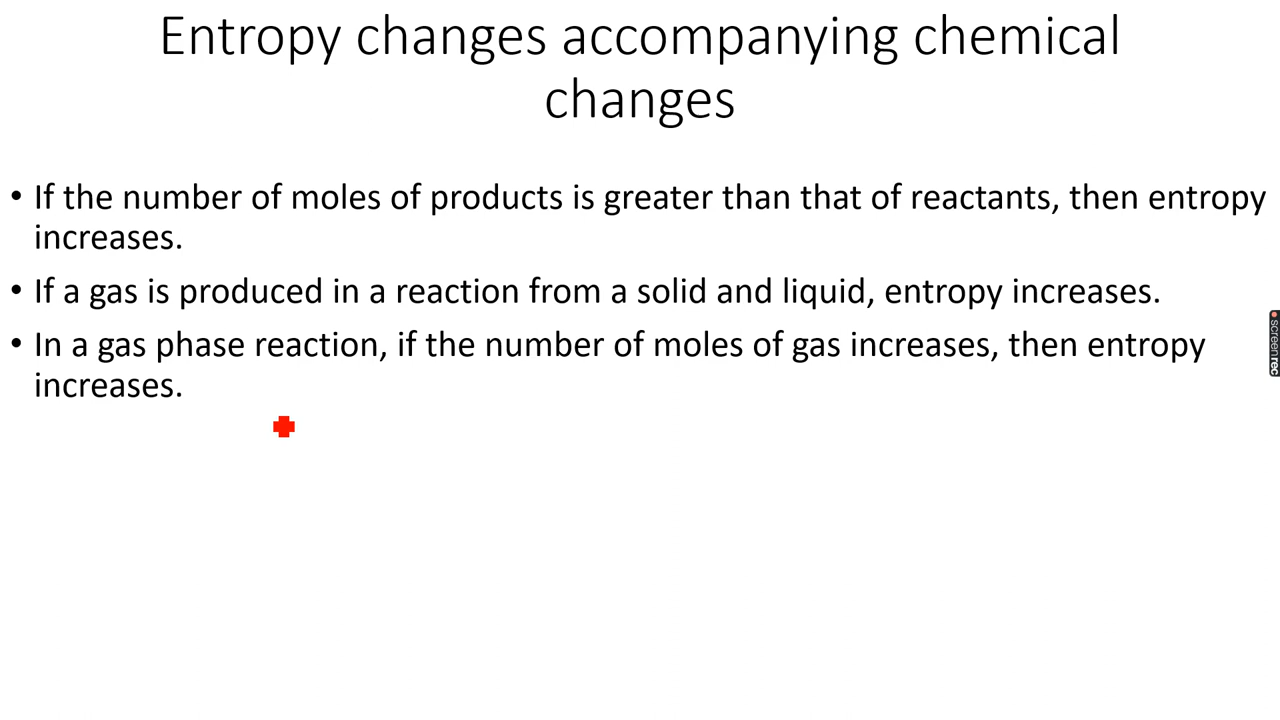 Entropy changes accompanying chemical
changes
• If the number of moles of products is greater than that of reactants, then entropy
increases.
• If a gas is produced in a reaction from a solid and liquid, entropy increases.
• In a gas phase reaction, if the number of moles of gas increases, then entropy
increases.
screenrec